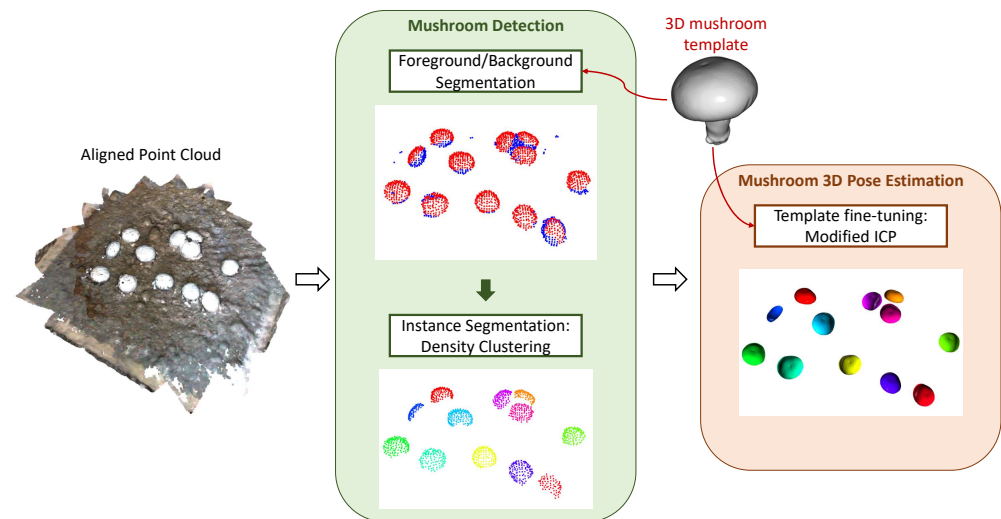 Aligned Point Cloud
Mushroom Detection
Foreground/Background
Segmentation
Instance Segmentation:
Density Clustering
3D mushroom
template
Mushroom 3D Pose Estimation
Template fine-tuning:
Modified ICP